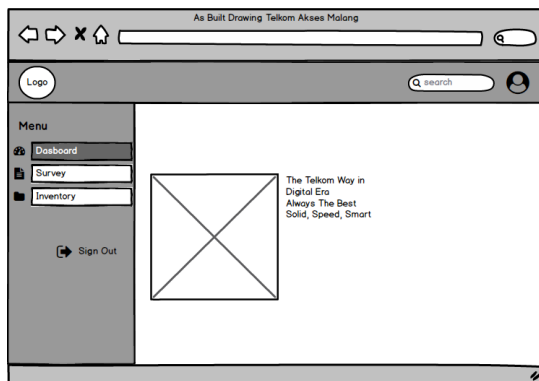 As Built Drawing Telkom Akses Malang
Logo
search
Menu
Dasboard
Survey
Inventory
Sign Out
The Telkom Way in
Digital Era
Always The Best
Solid, Speed, Smart